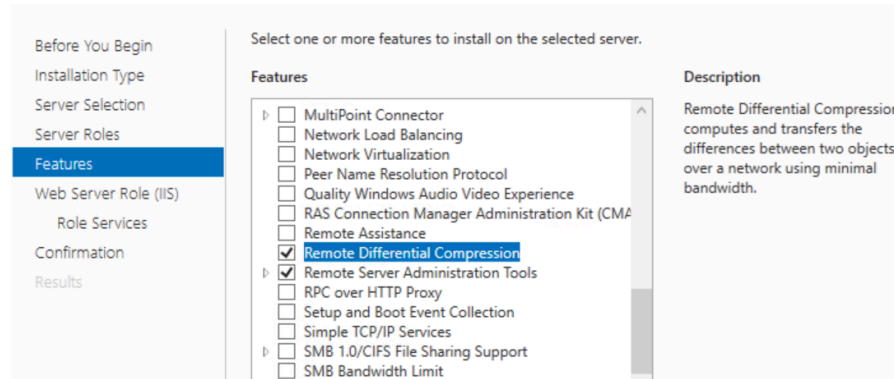 Before You Begin
Installation Type
Server Selection
Server Roles
Features
Web Server Role (IIS)
Role Services
Confirmation
Results
Select one or more features to install on the selected server.
Features
MultiPoint Connector
Network Load Balancing
Network Virtualization
Peer Name Resolution Protocol
Quality Windows Audio Video Experience
RAS Connection Manager Administration Kit (CMA
Remote Assistance
Remote Differential Compression
Remote Server Administration Tools
RPC over HTTP Proxy
Setup and Boot Event Collection
Simple TCP/IP Services
SMB 1.0/CIFS File Sharing Support
SMB Bandwidth Limit
Description
Remote Differential Compression
computes and transfers the
differences between two objects
over a network using minimal
bandwidth.